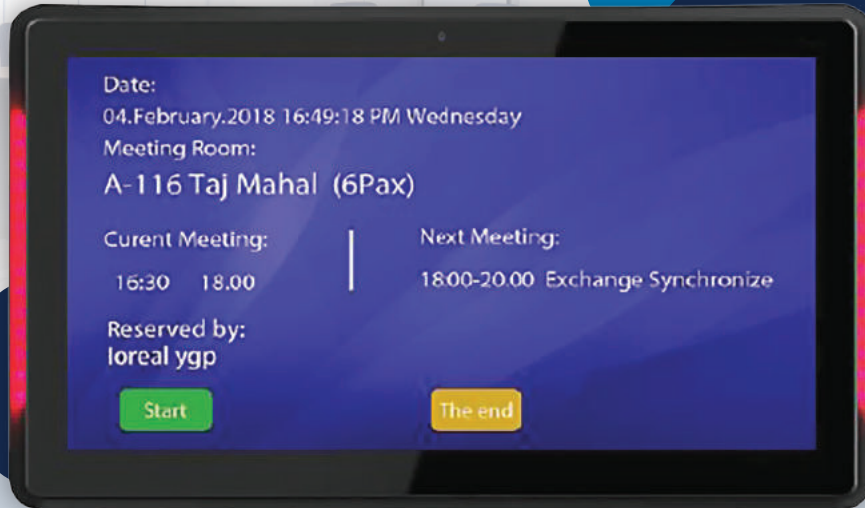 Date:
04.February.2018 16:49:18 PM Wednesday
Meeting Room:
A-116 Taj Mahal (6Pax)
Curent Meeting:
16:30 18.00
Next Meeting:
18:00-20.00 Exchange Synchronize
Reserved by:
loreal ygp
Start
The end